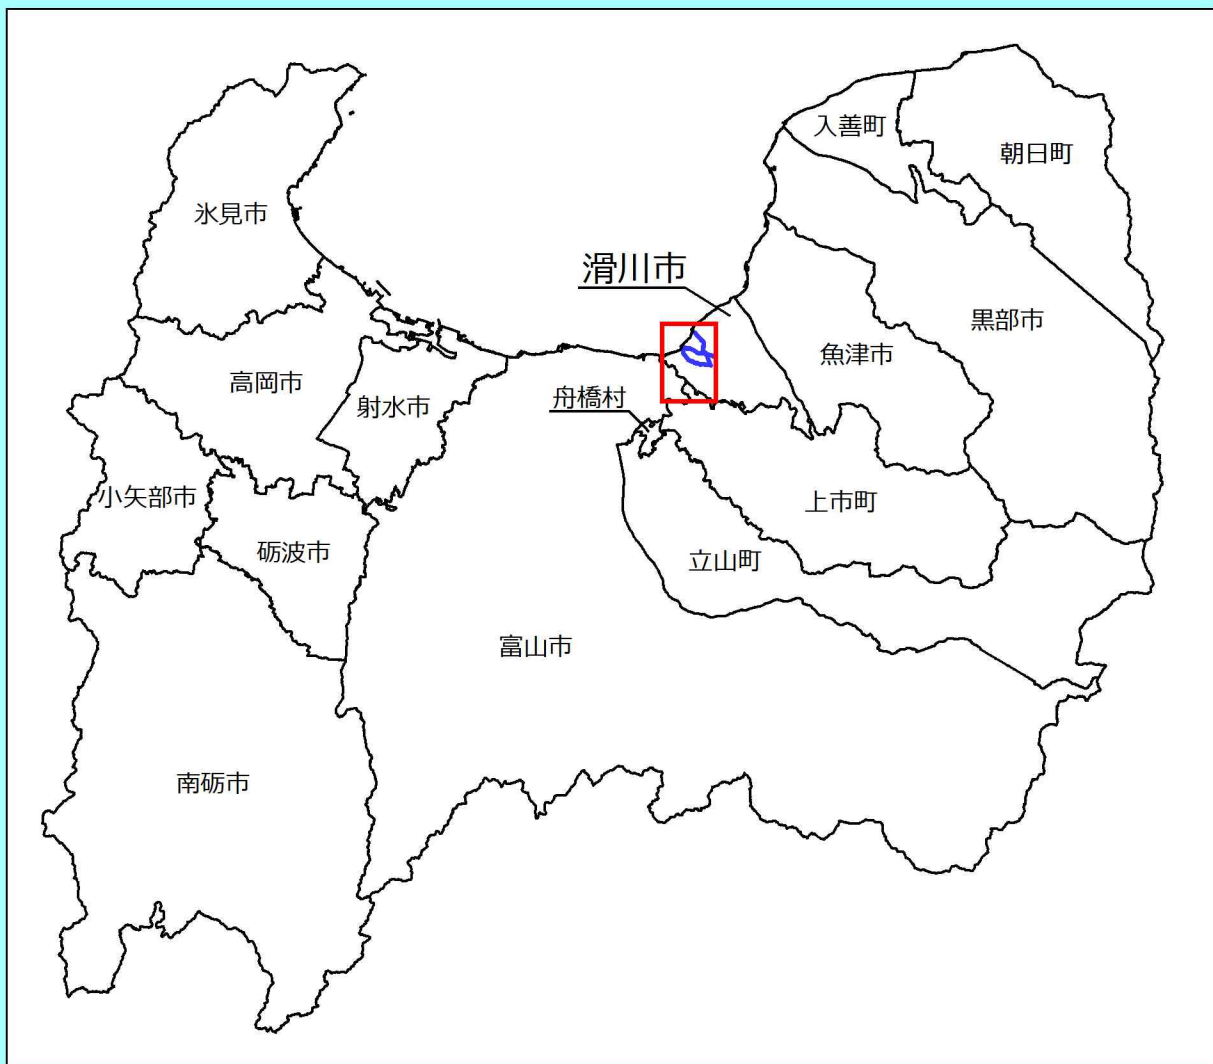 入善町
朝日町
氷見市
滑川市
黒部市
魚津市
高岡市
射水市
舟橋村
小矢部市
上市町
砺波市
立山町
富山市
南砺市